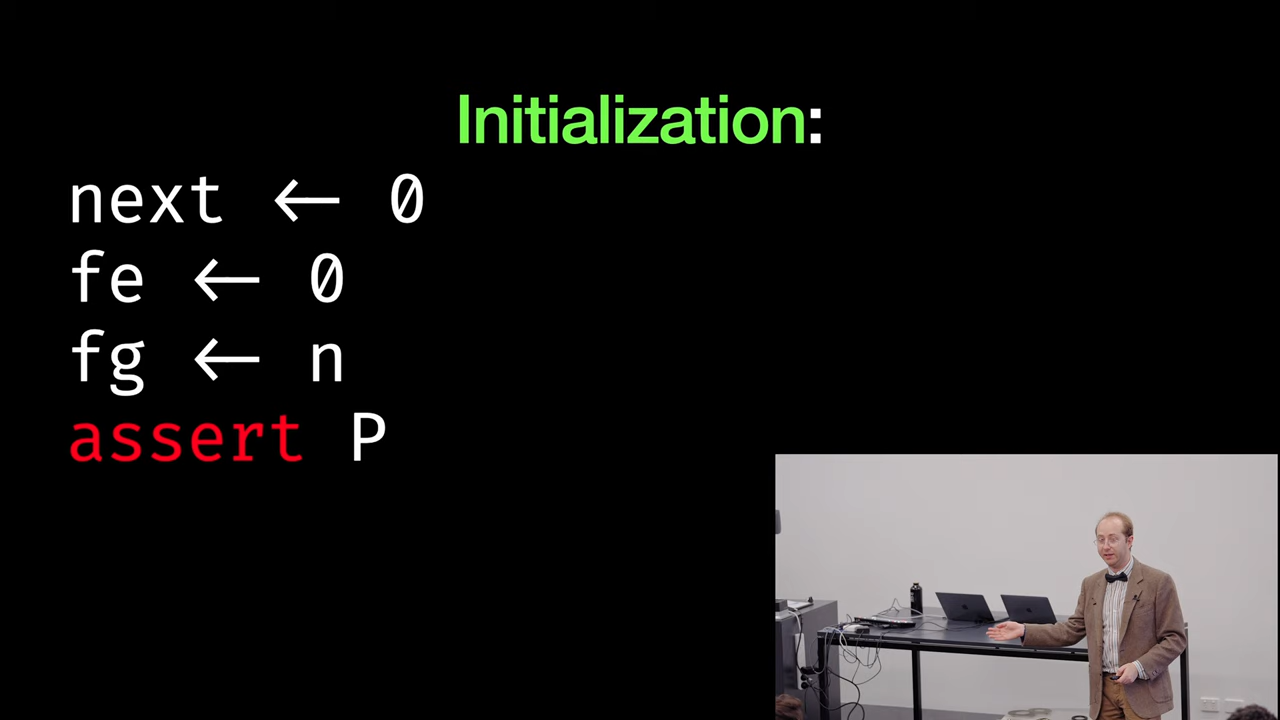 Initialization:
next ← 0
fe ← 0
fg ← n
assert P